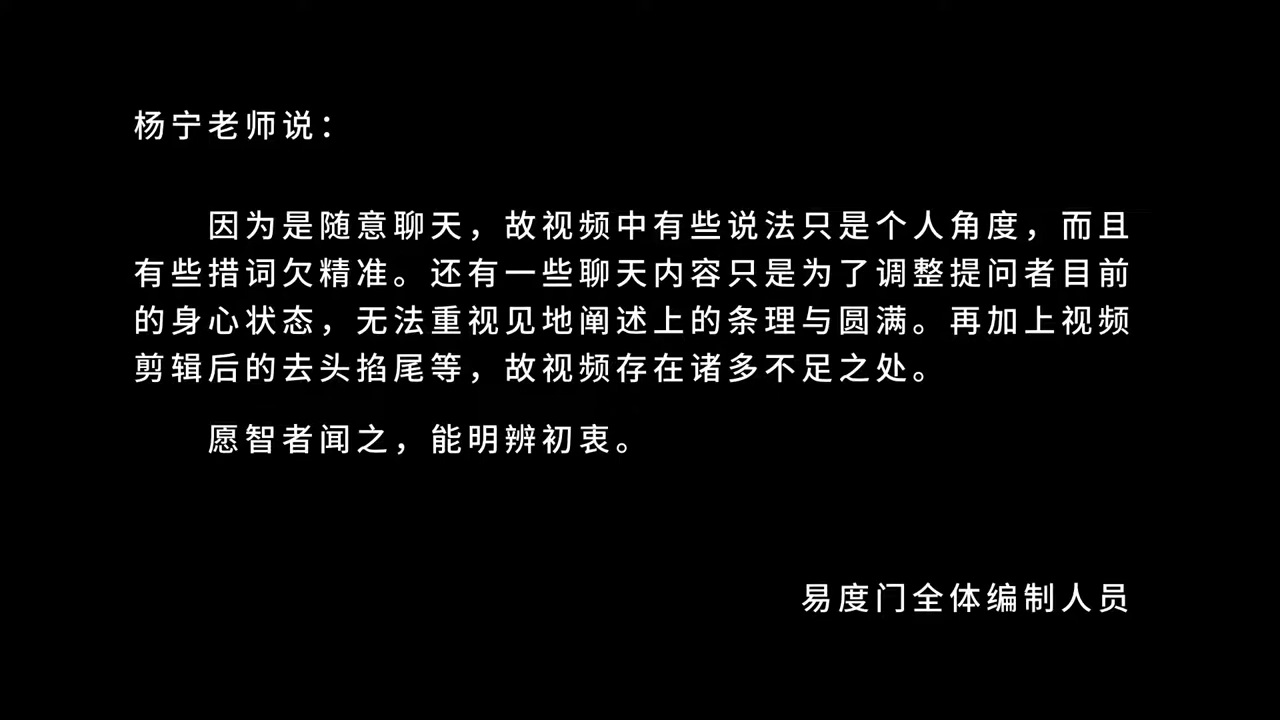 杨宁老师说：
因为是随意聊天，故视频中有些说法只是个人角度，而且
有些措词欠精准。还有一些聊天内容只是为了调整提问者目前
的身心状态，无法重视见地阐述上的条理与圆满。再加上视频
剪辑后的去头掐尾等，故视频存在诸多不足之处。
愿智者闻之，能明辨初衷。
易度门全体编制人员